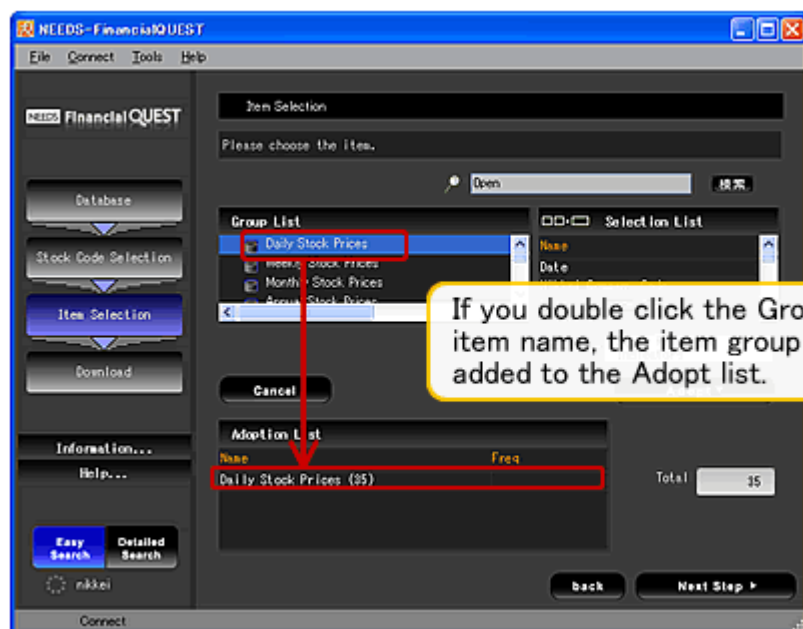 NEEDS-FinancialQUEST
File Connect Tools Help
NEEDS FinancialQUEST
Item Selection
Please choose the item.
Open
検索
Database
Stock Code Selection
Item Selection
Download
Group List
Daily Stock Prices
Weekly Stock Prices
Monthly Stock Prices
Annual Stock Prices
Selection List
Name
Date
If you double click the Gro
item name, the item group
added to the Adopt list.
Cancel
Adoption List
Name Freq
Daily Stock Prices (35)
Total 35
Information...
Help...
Easy Search
Detailed Search
nikkei
back
Next Step
Connect